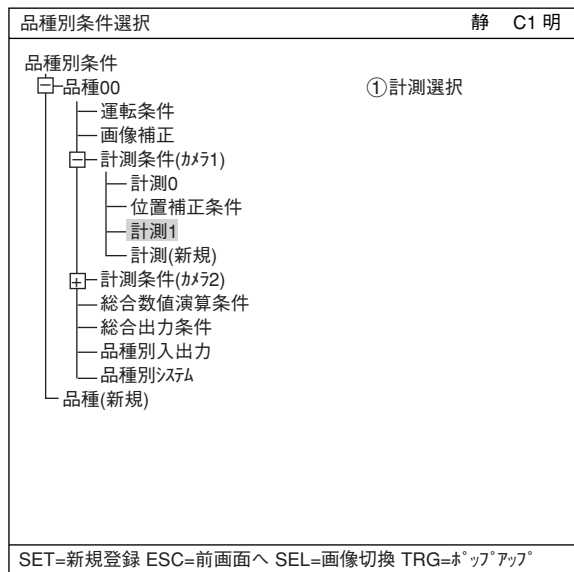 品種別条件選択 静 C1 明
品種別条件
品種00 ①計測選択
運転条件
画像補正
計測条件(ｶﾒﾗ1)
計測0
位置補正条件
計測1
計測(新規)
計測条件(ｶﾒﾗ2)
総合数値演算条件
総合出力条件
品種別入出力
品種別ｼｽﾃﾑ
品種(新規)
SET=新規登録 ESC=前画面へ SEL=画像切換 TRG=ﾎﾟｯﾌﾟｱｯﾌﾟ